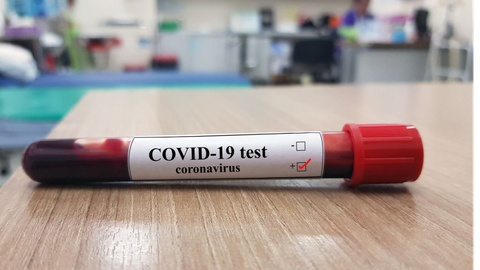 COVID-19 test
coronavirus
- ☐
+ ☑